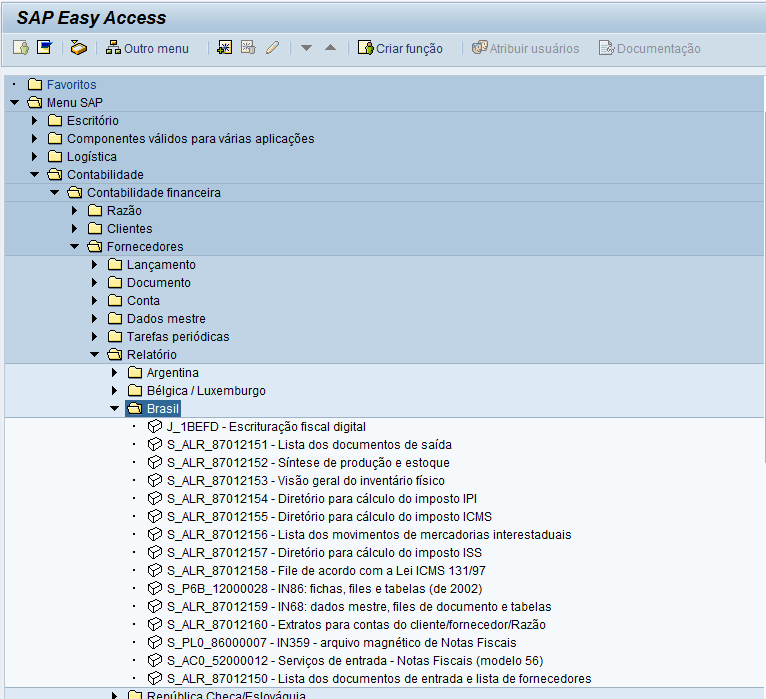 SAP Easy Access
Outro menu Criar função Atribuir usuários Documentação
Favoritos
Menu SAP
Escritório
Componentes válidos para várias aplicações
Logística
Contabilidade
Contabilidade financeira
Razão
Clientes
Fornecedores
Lançamento
Documento
Conta
Dados mestre
Tarefas periódicas
Relatório
Argentina
Bélgica / Luxemburgo
Brasil
J_1BEFD - Escrituração fiscal digital
S_ALR_87012151 - Lista dos documentos de saída
S_ALR_87012152 - Síntese de produção e estoque
S_ALR_87012153 - Visão geral do inventário físico
S_ALR_87012154 - Diretório para cálculo do imposto IPI
S_ALR_87012155 - Diretório para cálculo do imposto ICMS
S_ALR_87012156 - Lista dos movimentos de mercadorias interestaduais
S_ALR_87012157 - Diretório para cálculo do imposto ISS
S_ALR_87012158 - File de acordo com a Lei ICMS 131/97
S_P6B_12000028 - IN86: fichas, files e tabelas (de 2002)
S_ALR_87012159 - IN68: dados mestre, files de documento e tabelas
S_ALR_87012160 - Extratos para contas do cliente/fornecedor/Razão
S_PL0_86000007 - IN359 - arquivo magnético de Notas Fiscais
S_AC0_52000012 - Serviços de entrada - Notas Fiscais (modelo 56)
S_ALR_87012150 - Lista dos documentos de entrada e lista de fornecedores
República Checa/Eslováquia